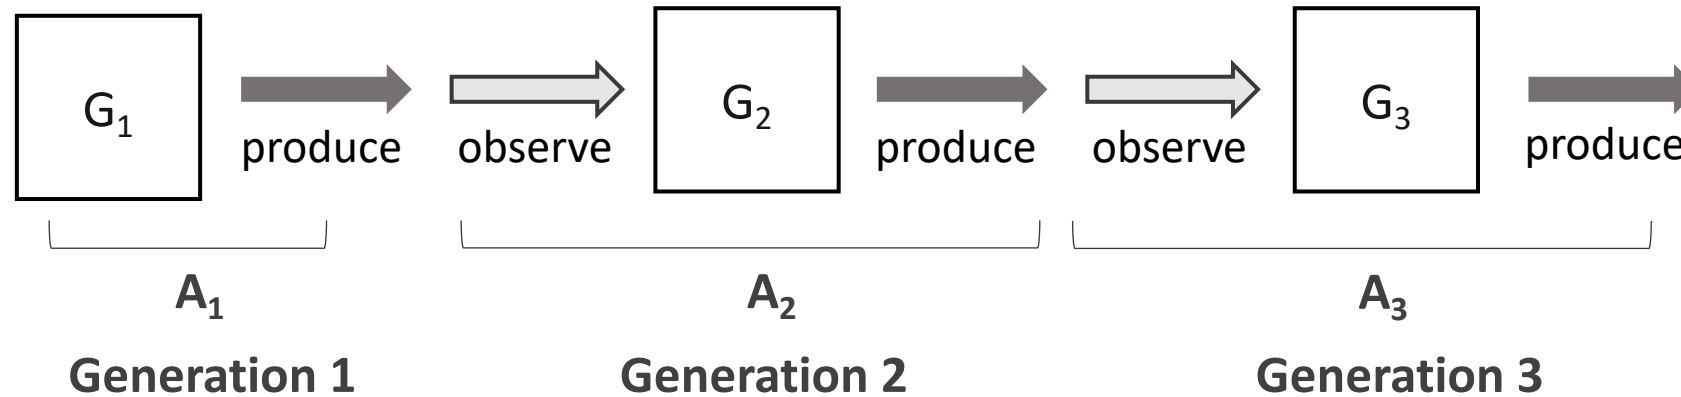 G₁ G₂ G₃
produce observe produce observe produce
A₁ A₂ A₃
Generation 1 Generation 2 Generation 3